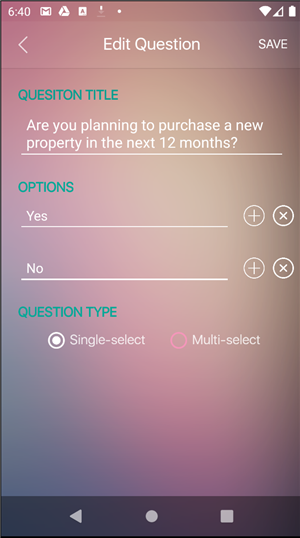 6:40
Edit Question
SAVE
QUESITON TITLE
Are you planning to purchase a new
property in the next 12 months?
OPTIONS
Yes
No
QUESTION TYPE
Single-select
Multi-select